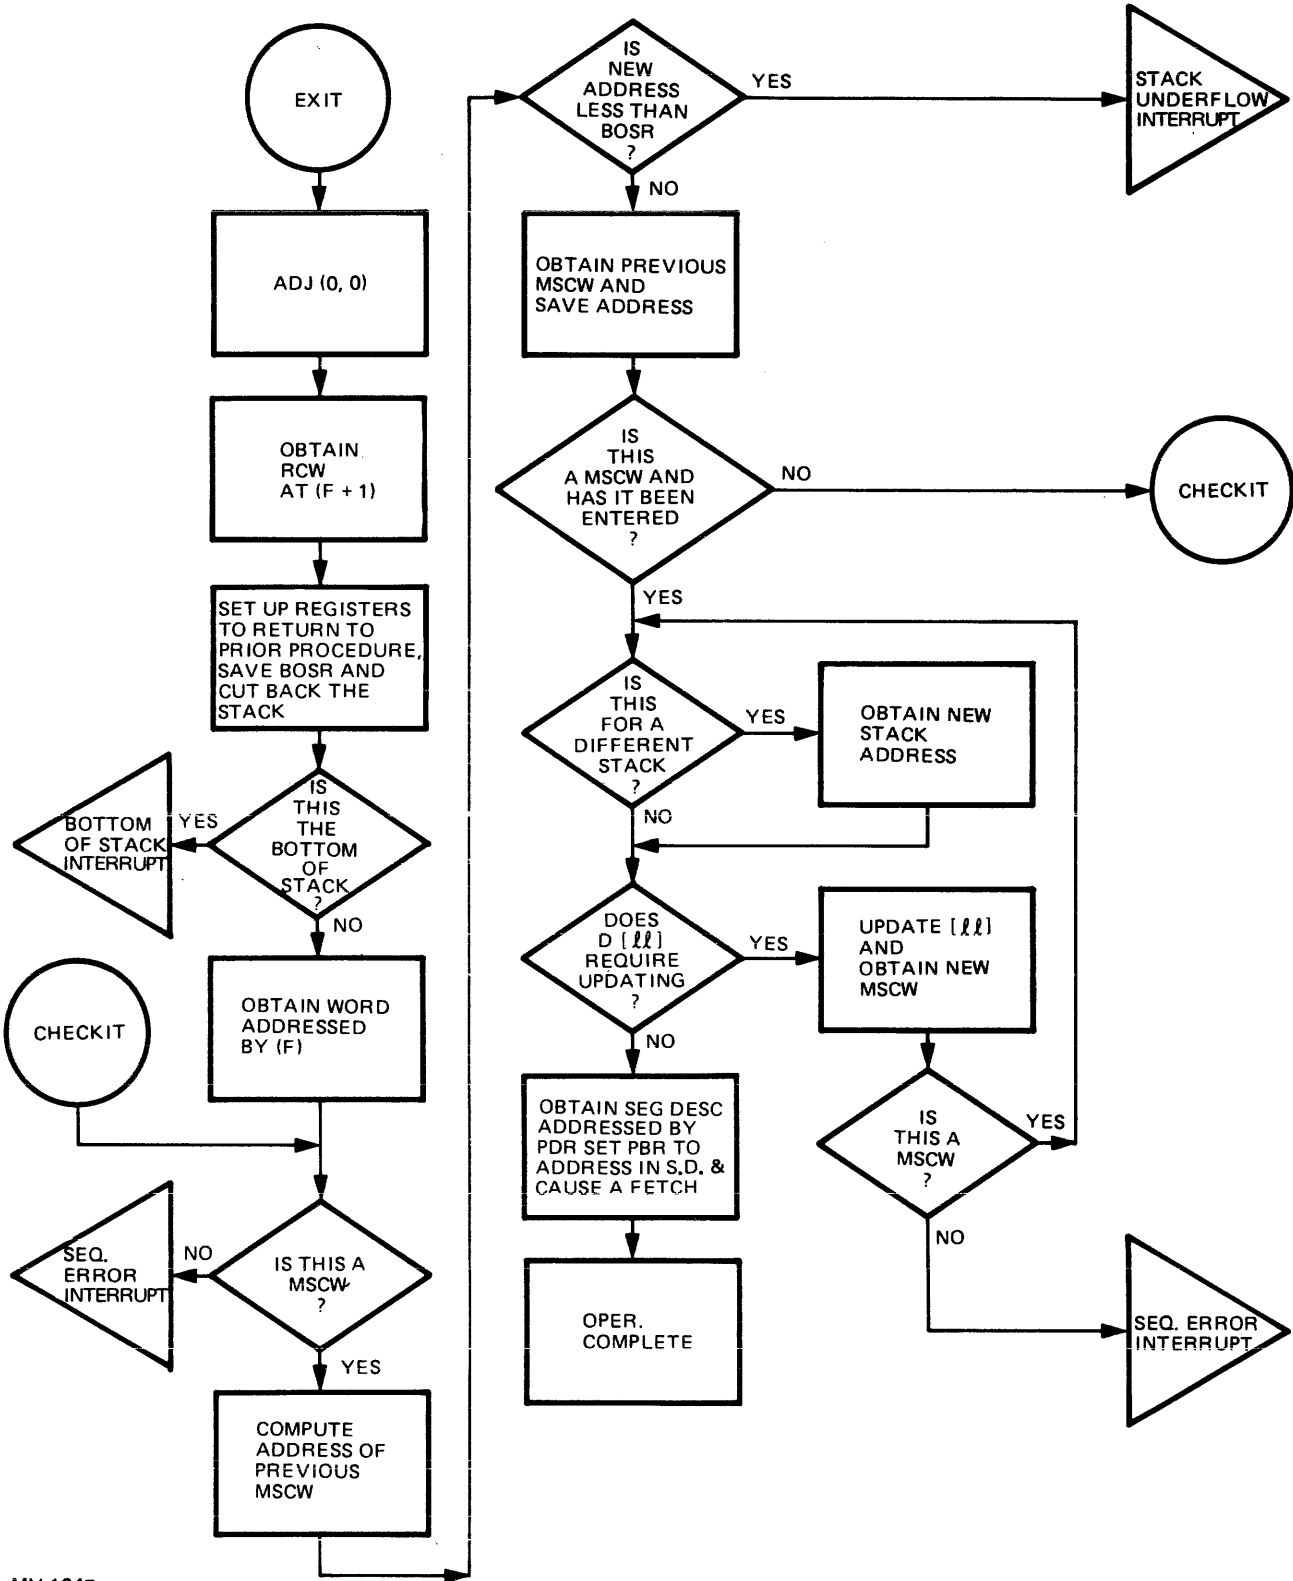 EXIT
ADJ (0, 0)
OBTAIN
RCW
AT (F + 1)
SET UP REGISTERS
TO RETURN TO
PRIOR PROCEDURE,
SAVE BOSR AND
CUT BACK THE
STACK
IS
THIS
THE
BOTTOM
OF
STACK
?
YES
BOTTOM
OF STACK
INTERRUPT
NO
OBTAIN WORD
ADDRESSED
BY (F)
CHECKIT
IS THIS A
MSCW
?
NO
SEQ.
ERROR
INTERRUPT
YES
COMPUTE
ADDRESS OF
PREVIOUS
MSCW
IS
NEW
ADDRESS
LESS THAN
BOSR
?
YES
STACK
UNDERFLOW
INTERRUPT
NO
OBTAIN PREVIOUS
MSCW AND
SAVE ADDRESS
IS
THIS
A MSCW AND
HAS IT BEEN
ENTERED
?
NO
CHECKIT
YES
IS
THIS
FOR A
DIFFERENT
STACK
?
YES
OBTAIN NEW
STACK
ADDRESS
NO
DOES
D [ℓℓ]
REQUIRE
UPDATING
?
YES
UPDATE [ℓℓ]
AND
OBTAIN NEW
MSCW
NO
IS
THIS A
MSCW
?
YES
NO
SEQ. ERROR
INTERRUPT
OBTAIN SEG DESC
ADDRESSED BY
PDR SET PBR TO
ADDRESS IN S.D. &
CAUSE A FETCH
OPER.
COMPLETE